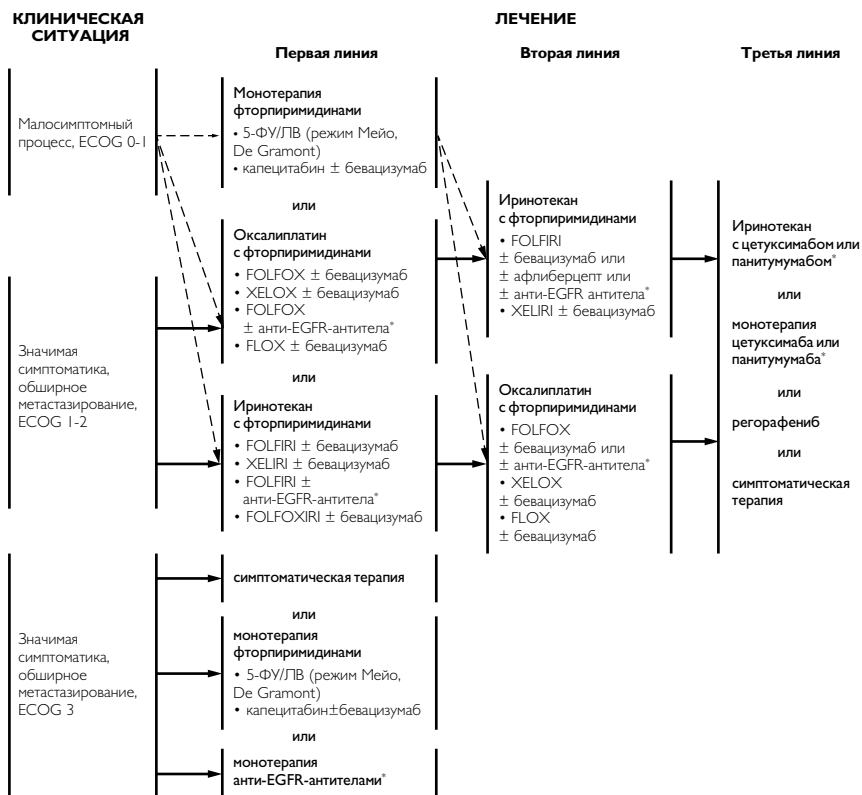 КЛИНИЧЕСКАЯ
СИТУАЦИЯ
ЛЕЧЕНИЕ
Первая линия
Вторая линия
Третья линия
Малосимптомный
процесс, ECOG 0-1
Монотерапия
фторпиримидинами
• 5-ФУ/ЛВ (режим Мейо,
De Gramont)
• капецитабин ± бевацизумаб
или
Оксалиплатин
с фторпиримидинами
• FOLFOX ± бевацизумаб
• XELOX ± бевацизумаб
• FOLFOX
± анти-EGFR-антитела*
• FLOX ± бевацизумаб
или
Значимая
симптоматика,
обширное
метастазирование,
ECOG 1-2
Иринотекан
с фторпиримидинами
• FOLFIRI ± бевацизумаб
• XELIRI ± бевацизумаб
• FOLFIRI ±
анти-EGFR-антитела*
• FOLFOXIRI ± бевацизумаб
Иринотекан
с фторпиримидинами
• FOLFIRI
± бевацизумаб или
± афлиберцепт или
± анти-EGFR антитела*
• XELIRI ± бевацизумаб
Оксалиплатин
с фторпиримидинами
• FOLFOX
± бевацизумаб или
± анти-EGFR-антитела*
• XELOX
± бевацизумаб
• FLOX
± бевацизумаб
Иринотекан
с цетуксимабом или
панитумумабом*
или
монотерапия
цетуксимаба или
панитумумаба*
или
регорафениб
или
симптоматическая
терапия
Значимая
симптоматика,
обширное
метастазирование,
ECOG 3
симптоматическая терапия
или
монотерапия
фторпиримидинами
• 5-ФУ/ЛВ (режим Мейо,
De Gramont)
• капецитабин±бевацизумаб
или
монотерапия
анти-EGFR-антителами*